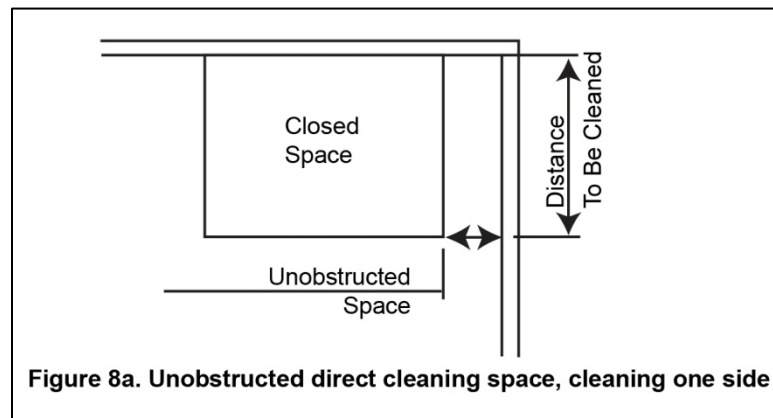 Closed
Space
Distance
To Be Cleaned
Unobstructed
Space
Figure 8a. Unobstructed direct cleaning space, cleaning one side